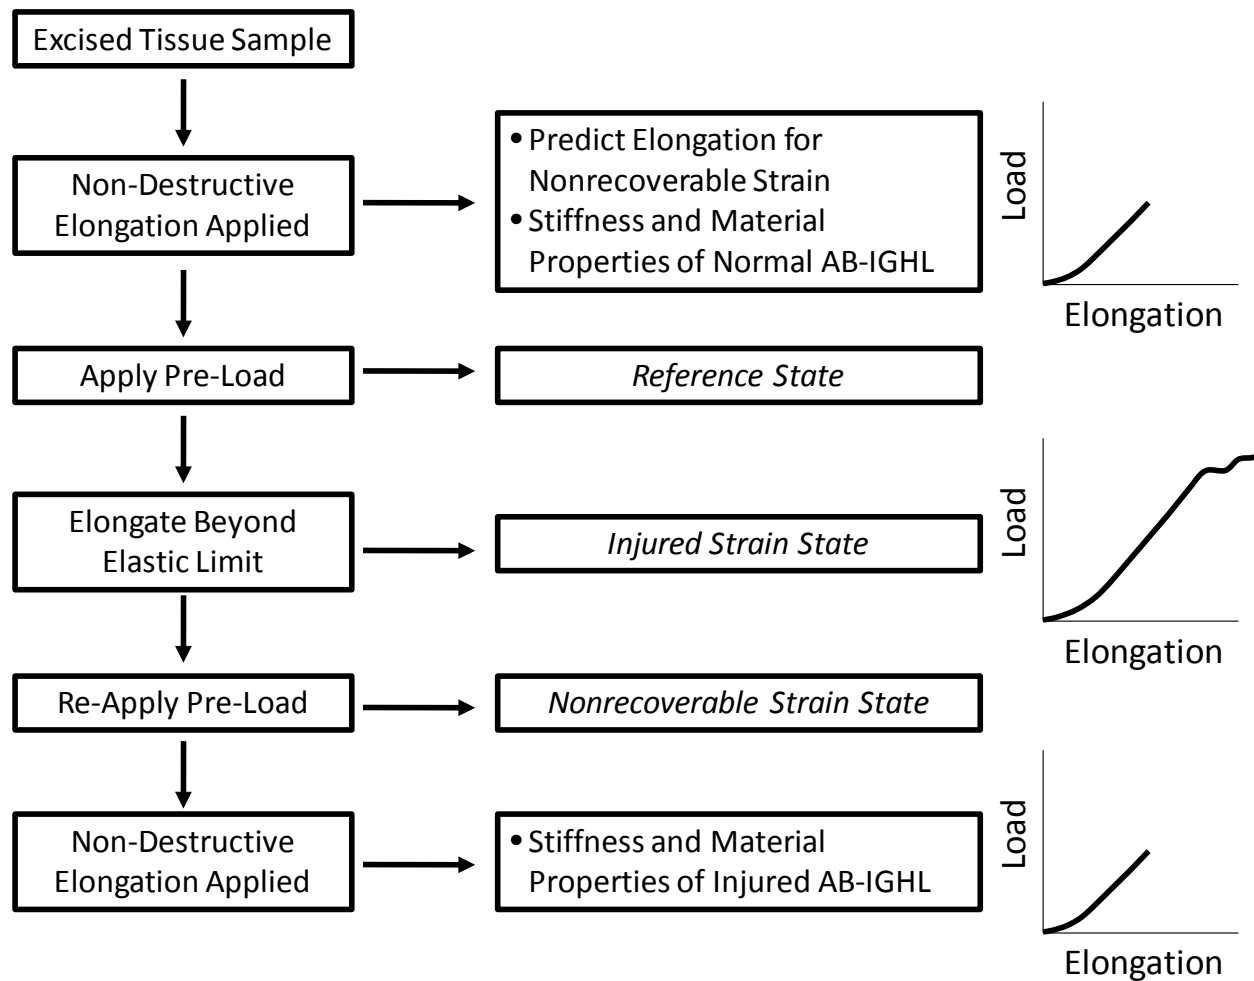 Excised Tissue Sample
Non-Destructive
Elongation Applied
• Predict Elongation for
Nonrecoverable Strain
• Stiffness and Material
Properties of Normal AB-IGHL
Load
Elongation
Apply Pre-Load
Reference State
Elongate Beyond
Elastic Limit
Injured Strain State
Load
Elongation
Re-Apply Pre-Load
Nonrecoverable Strain State
Non-Destructive
Elongation Applied
• Stiffness and Material
Properties of Injured AB-IGHL
Load
Elongation